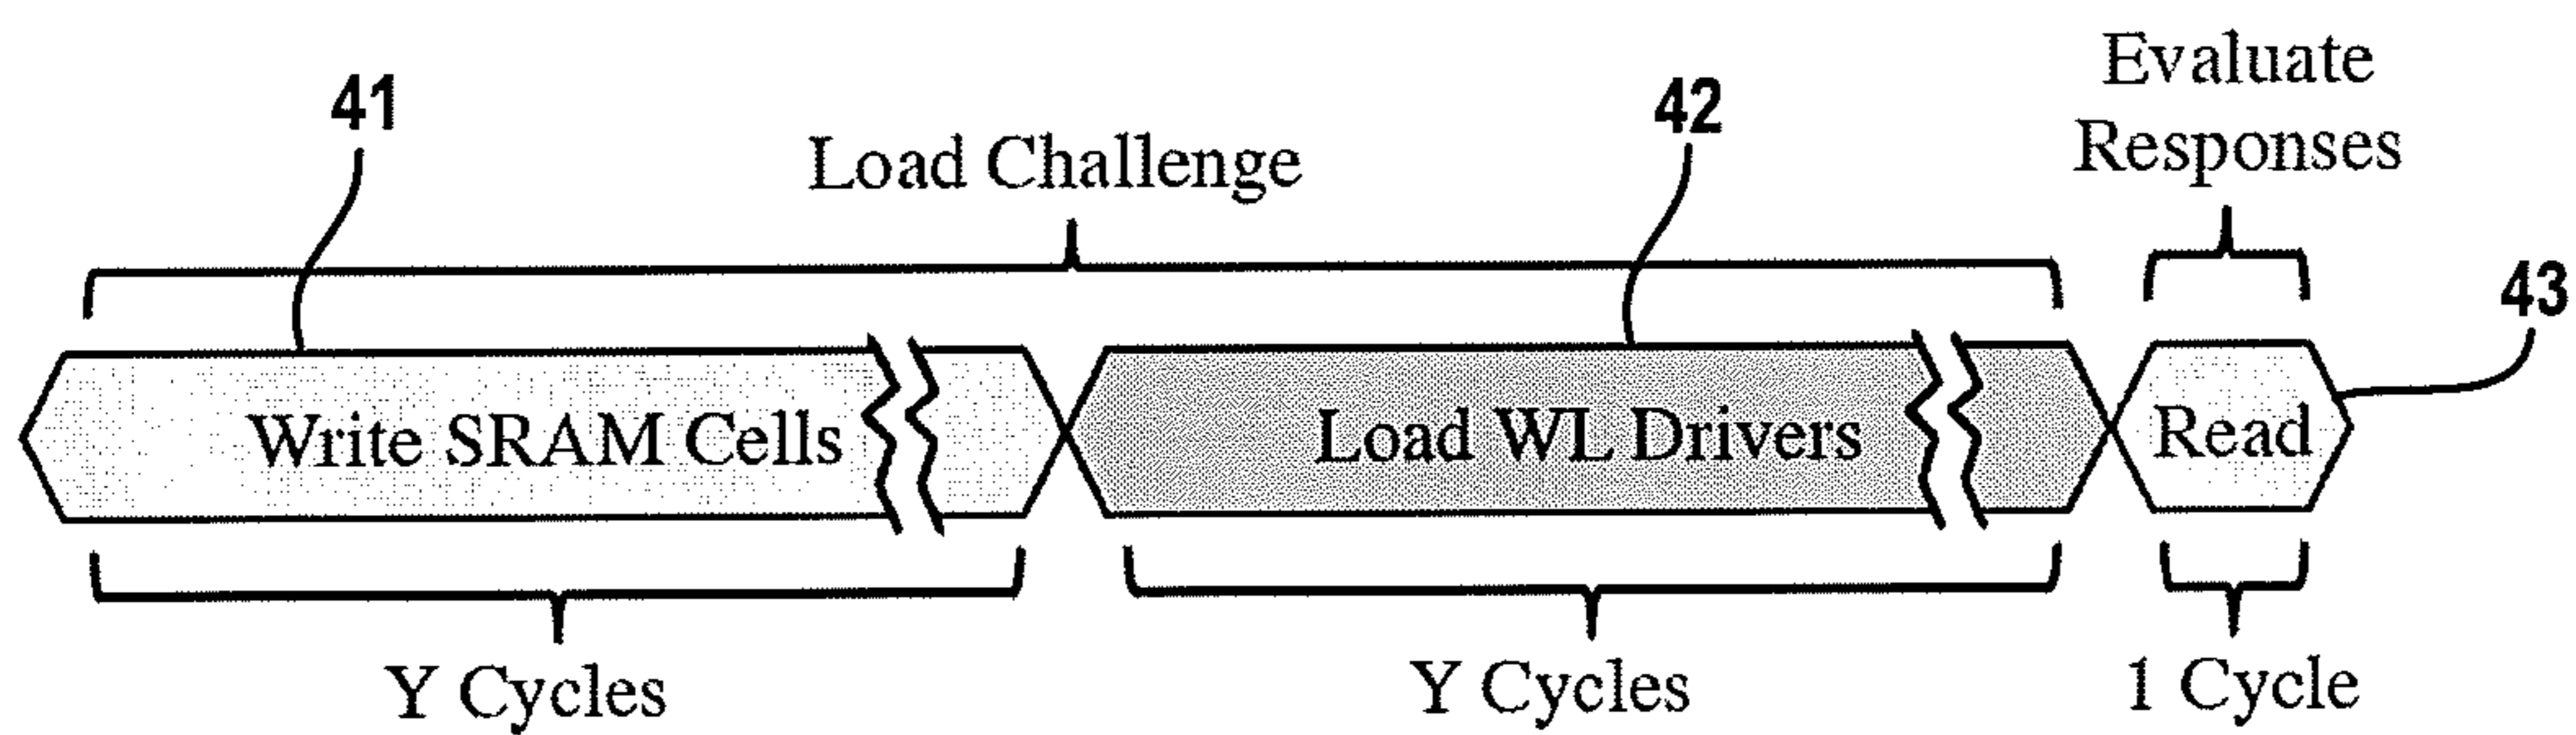 41
Load Challenge
42
Evaluate
Responses
43
Write SRAM Cells
Load WL Drivers
Read
Y Cycles
Y Cycles
1 Cycle